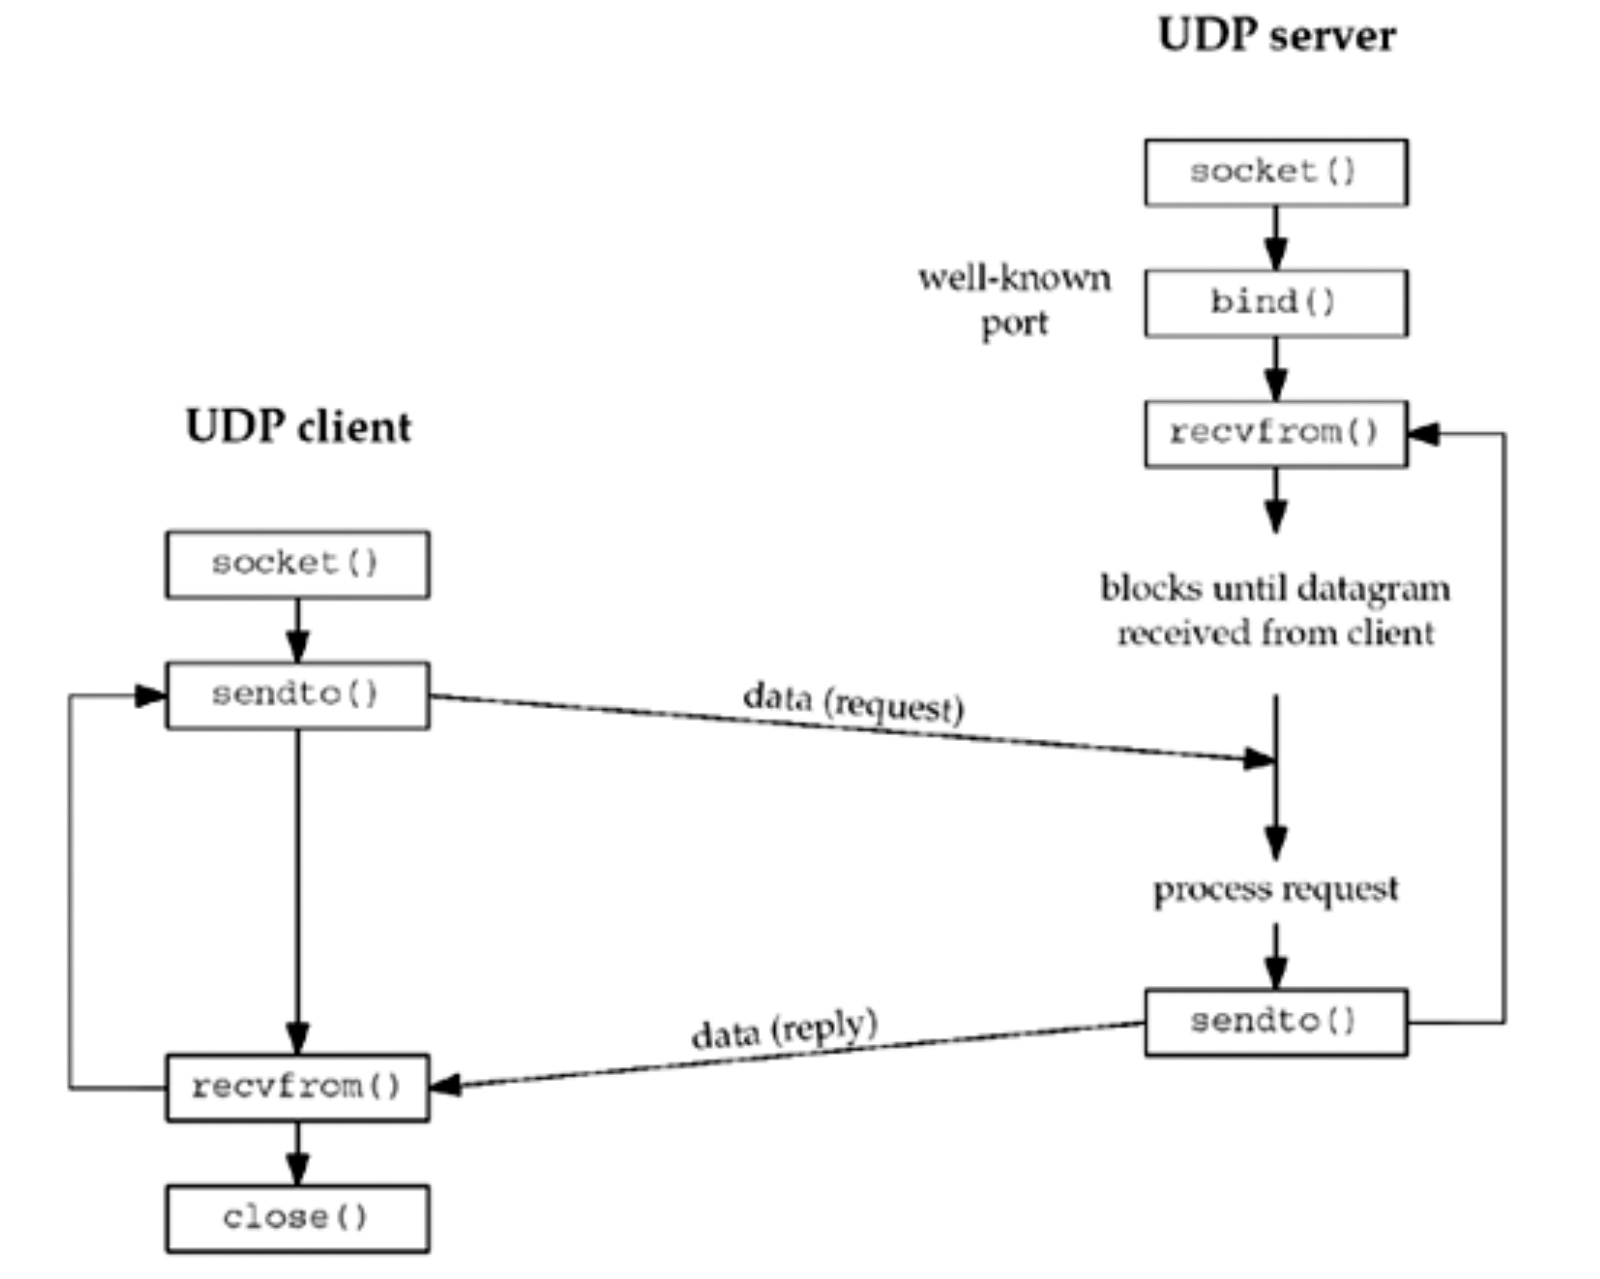 UDP server
socket()
well-known
port
bind()
recvfrom()
UDP client
blocks until datagram
received from client
socket()
sendto()
data (request)
process request
sendto()
data (reply)
recvfrom()
close()